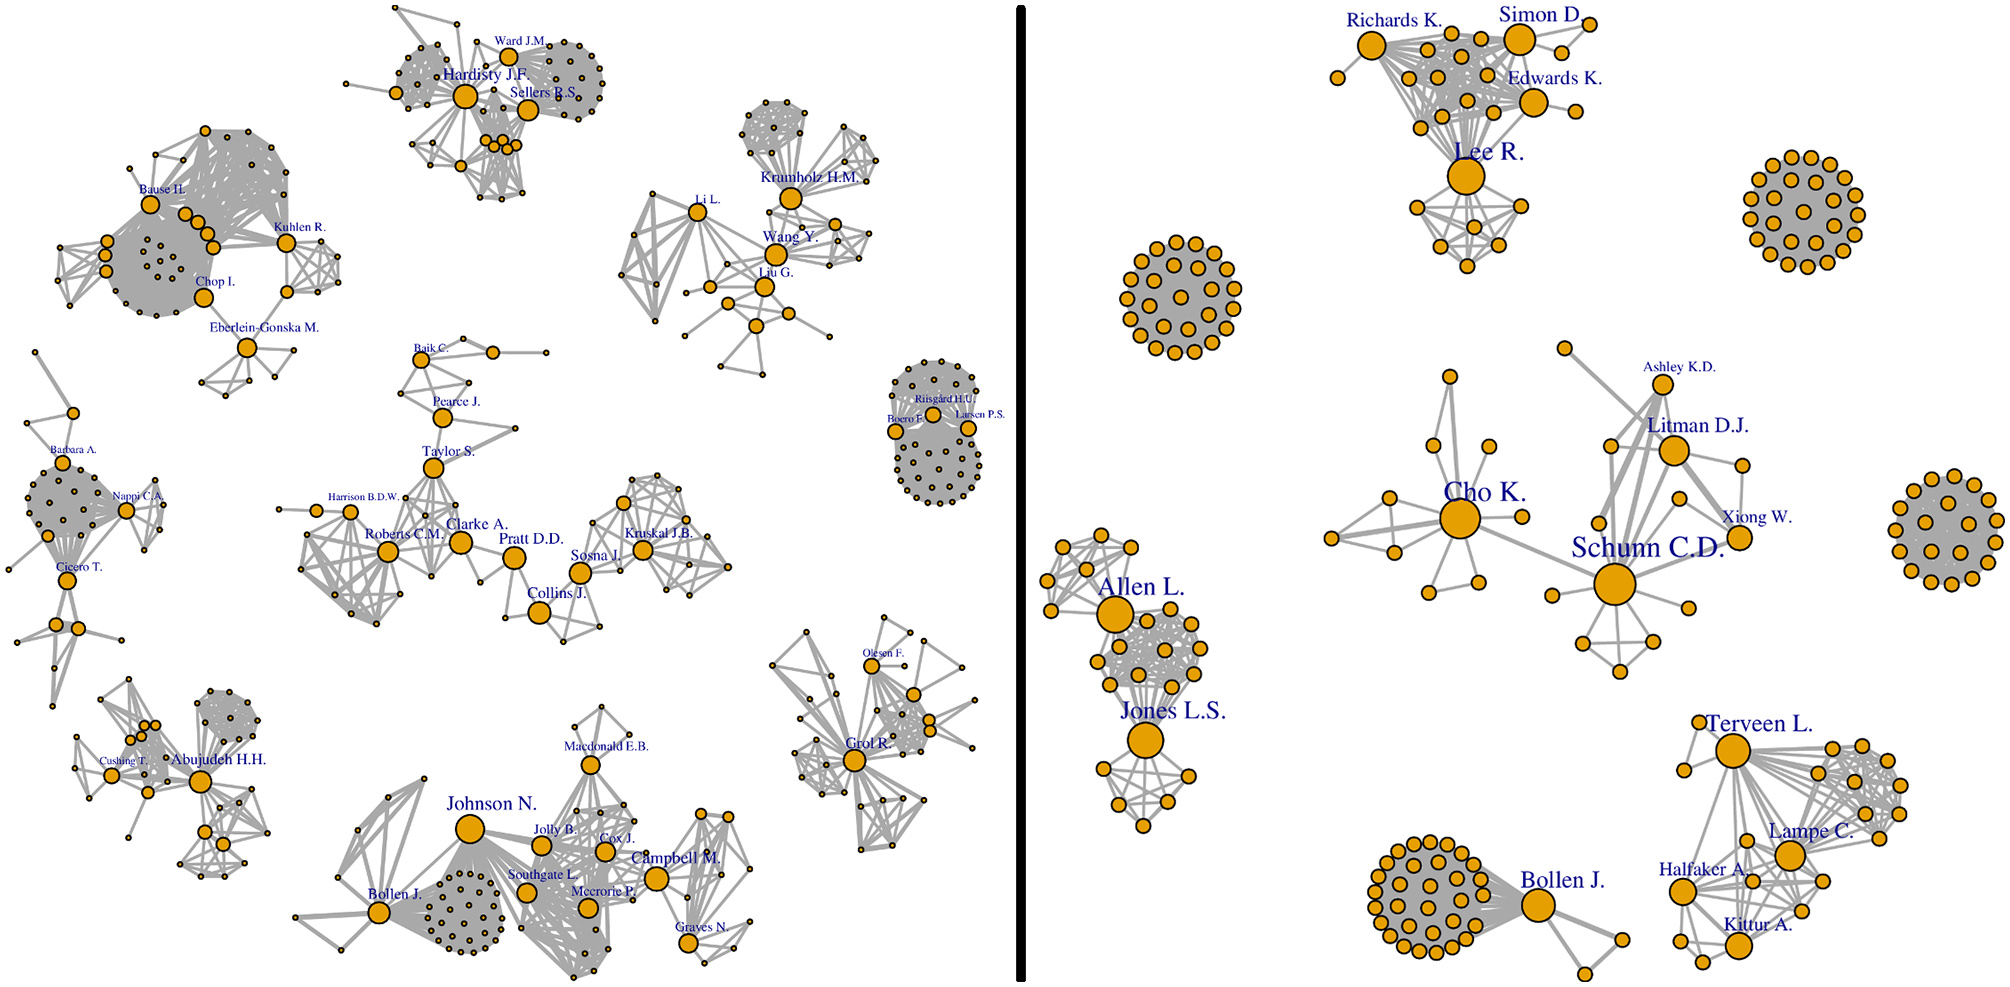 Ward J.M.
Hardisty J.F.
Sellers R.S.
Bause H.
Kuhlen R.
Chop I.
Eberlein-Gonska M.
Krumholz H.M.
Li L.
Wang Y.
Liu G.
Baik C.
Pearce J.
Taylor S.
Riisgård H.U.
Boero F.
Larsen P.S.
Barbara A.
Nappi C.A.
Cicero T.
Harrison B.D.W.
Roberts C.M.
Clarke A.
Pratt D.D.
Sosna J.
Kruskal J.B.
Collins J.
Cushing T.
Abujudeh H.H.
Macdonald E.B.
Johnson N.
Jolly B.
Cox J.
Campbell M.
Southgate L.
Mccrorie P.
Bollen J.
Graves N.
Olesen F.
Grol R.
Richards K.
Simon D.
Edwards K.
Lee R.
Ashley K.D.
Litman D.J.
Cho K.
Xiong W.
Schunn C.D.
Allen L.
Jones L.S.
Terveen L.
Lampe C.
Halfaker A.
Kittur A.
Bollen J.